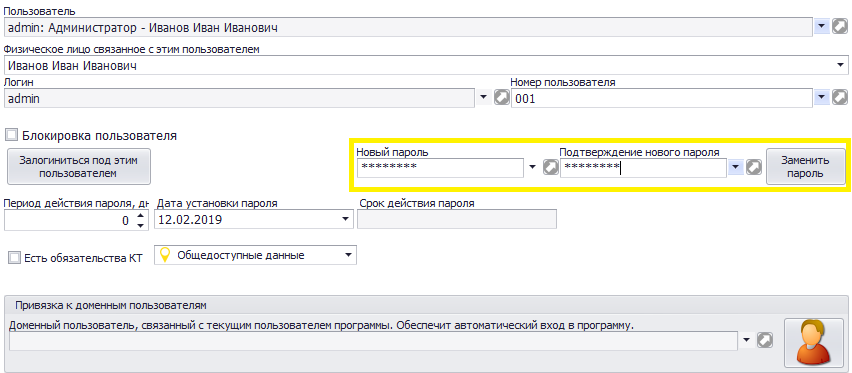 Пользователь
admin: Администратор - Иванов Иван Иванович
Физическое лицо связанное с этим пользователем
Иванов Иван Иванович
Логин
Номер пользователя
admin
001
Блокировка пользователя
Залогиниться под этим
пользователем
Новый пароль
Подтверждение нового пароля
********
********
Заменить
пароль
Период действия пароля, дн
Дата установки пароля
Срок действия пароля
0
12.02.2019
Есть обязательства КТ
Общедоступные данные
Привязка к доменным пользователям
Доменный пользователь, связанный с текущим пользователем программы. Обеспечит автоматический вход в программу.